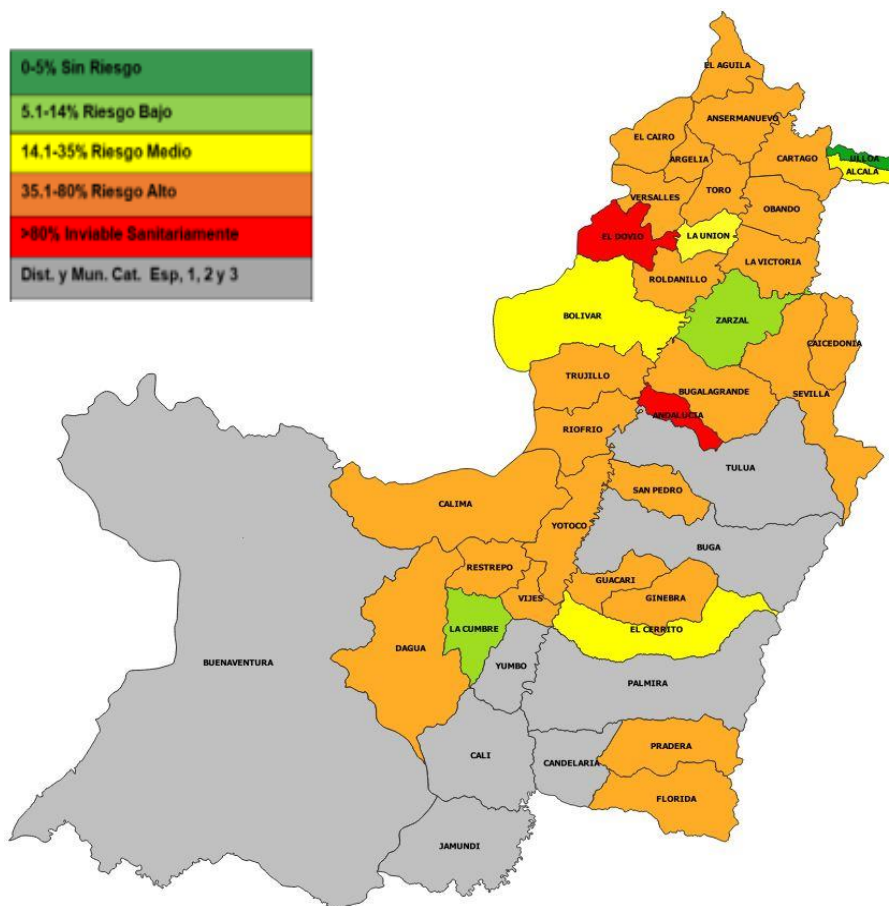 0-5% Sin Riesgo
5.1-14% Riesgo Bajo
14.1-35% Riesgo Medio
35.1-80% Riesgo Alto
>80% Inviable Sanitariamente
Dist. y Mun. Cat. Esp, 1, 2 y 3
EL AGUILA
ANSERMANUEVO
EL CAIRO
ARGELIA
CARTAGO
ULLOA
ALCALA
TORO
VERSALLES
OBANDO
EL DOVIO
LA UNION
LA VICTORIA
ROLDANILLO
BOLIVAR
ZARZAL
CAICEDONIA
TRUJILLO
BUGALAGRANDE
SEVILLA
ANDALUCIA
RIOFRIO
TULUA
SAN PEDRO
CALIMA
YOTOCO
BUGA
RESTREPO
GUACARI
VIJES
GINEBRA
LA CUMBRE
EL CERRITO
DAGUA
BUENAVENTURA
YUMBO
PALMIRA
PRADERA
CALI
CANDELARIA
FLORIDA
JAMUNDI